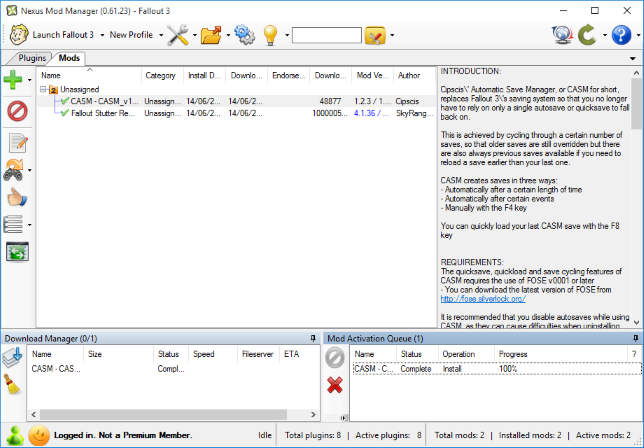 Nexus Mod Manager (0.61.23) - Fallout 3
Launch Fallout 3
New Profile
Plugins Mods
Name Category Install D... Downlo... Endorse... Downlo... Mod Ve... Author
2 Unassigned
CASM - CASM_v1... Unassign... 14/06/2... 14/06/2... 48877 1.2.3 / 1.... Cipscis
Fallout Stutter Re... Unassign... 14/06/2... 14/06/2... 1000005... 4.1.36 / ... SkyRang...
INTRODUCTION:
Cipscis\' Automatic Save Manager, or CASM for short,
replaces Fallout 3\'s saving system so that you no longer
have to rely on only a single autosave or quicksave to fall
back on.
This is achieved by cycling through a certain number of
saves, so that older saves are still overridden but there
are also always previous saves available if you need to
reload a save earlier than your last one.
CASM creates saves in three ways:
- Automatically after a certain length of time
- Automatically after certain events
- Manually with the F4 key
You can quickly load your last CASM save with the F8
key
REQUIREMENTS:
The quicksave, quickload and save cycling features of
CASM requires the use of FOSE v0001 or later
- You can download the latest version of FOSE from
http://fose.silverlock.org/
It is recommended that you disable autosaves while using
CASM, as they can cause difficulties when uninstalling
Download Manager (0/1)
Name Size Status Speed Fileserver ETA
CASM - CAS... Compl...
Mod Activation Queue (1)
Name Status Operation Progress ?
CASM - C... Complete Install 100%
Logged in. Not a Premium Member. Idle Total plugins: 8 | Active plugins: 8 Total mods: 2 | Installed mods: 2 | Active mods: 2